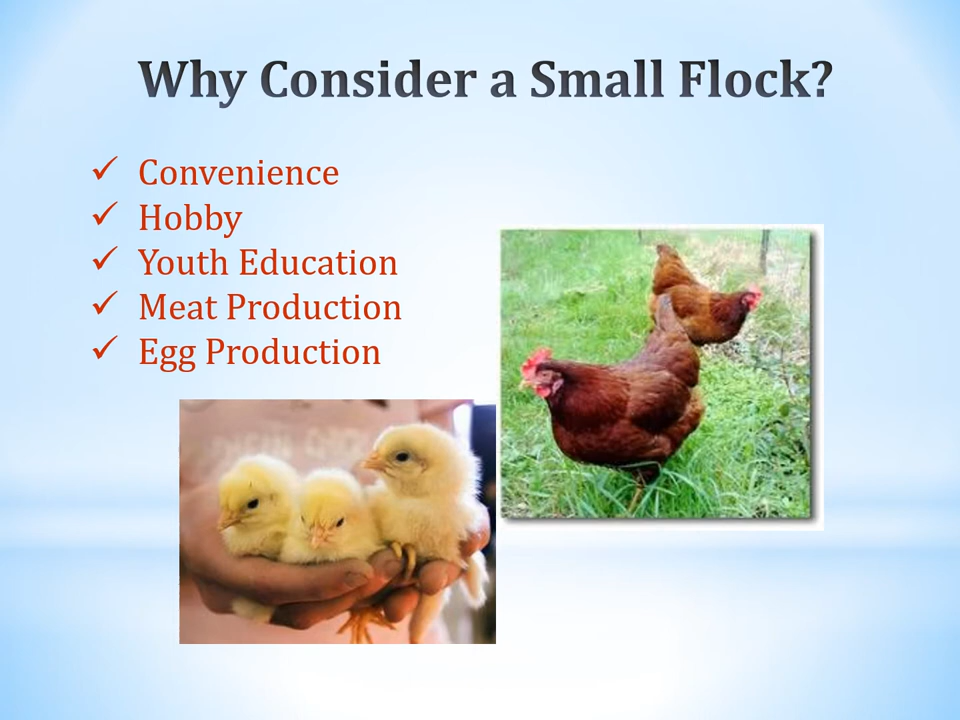 Why Consider a Small Flock?
✓ Convenience
✓ Hobby
✓ Youth Education
✓ Meat Production
✓ Egg Production